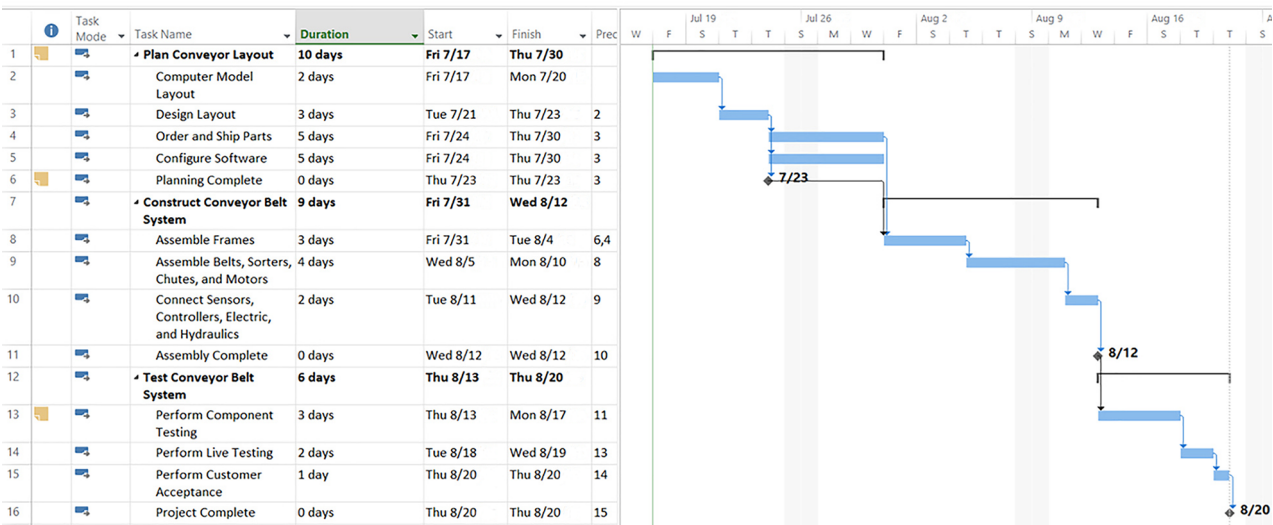 Task Mode Task Name Duration Start Finish Prec
Jul 19 Jul 26 Aug 2 Aug 9 Aug 16 A
W F S T T S M W F S T T S M W F S T T S
1 Plan Conveyor Layout 10 days Fri 7/17 Thu 7/30
2 Computer Model Layout 2 days Fri 7/17 Mon 7/20
3 Design Layout 3 days Tue 7/21 Thu 7/23 2
4 Order and Ship Parts 5 days Fri 7/24 Thu 7/30 3
5 Configure Software 5 days Fri 7/24 Thu 7/30 3
6 Planning Complete 0 days Thu 7/23 Thu 7/23 3 7/23
7 Construct Conveyor Belt System 9 days Fri 7/31 Wed 8/12
8 Assemble Frames 3 days Fri 7/31 Tue 8/4 6,4
9 Assemble Belts, Sorters, Chutes, and Motors 4 days Wed 8/5 Mon 8/10 8
10 Connect Sensors, Controllers, Electric, and Hydraulics 2 days Tue 8/11 Wed 8/12 9
11 Assembly Complete 0 days Wed 8/12 Wed 8/12 10 8/12
12 Test Conveyor Belt System 6 days Thu 8/13 Thu 8/20
13 Perform Component Testing 3 days Thu 8/13 Mon 8/17 11
14 Perform Live Testing 2 days Tue 8/18 Wed 8/19 13
15 Perform Customer Acceptance 1 day Thu 8/20 Thu 8/20 14
16 Project Complete 0 days Thu 8/20 Thu 8/20 15 8/20